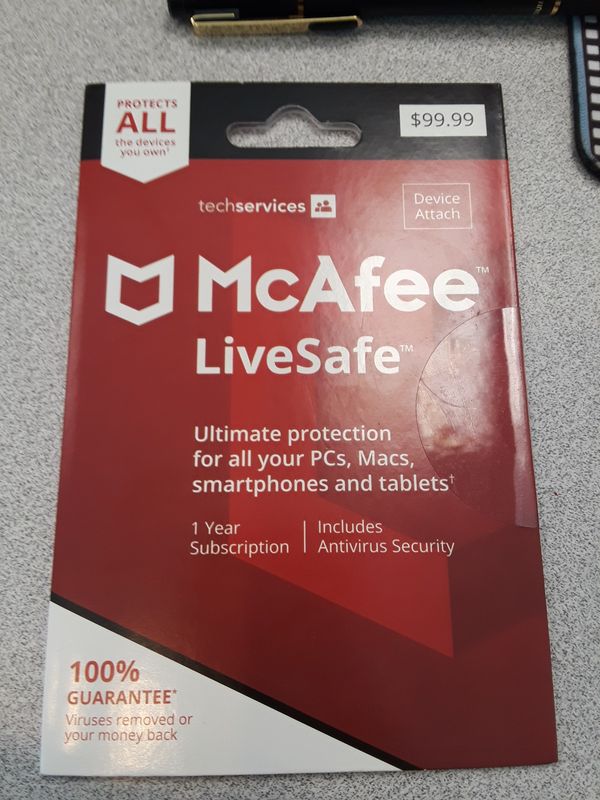 PROTECTS
ALL
the devices
you own†
$99.99
techservices
Device
Attach
McAfee™
LiveSafe™
Ultimate protection
for all your PCs, Macs,
smartphones and tablets†
1 Year
Subscription
Includes
Antivirus Security
100%
GUARANTEE*
Viruses removed or
your money back